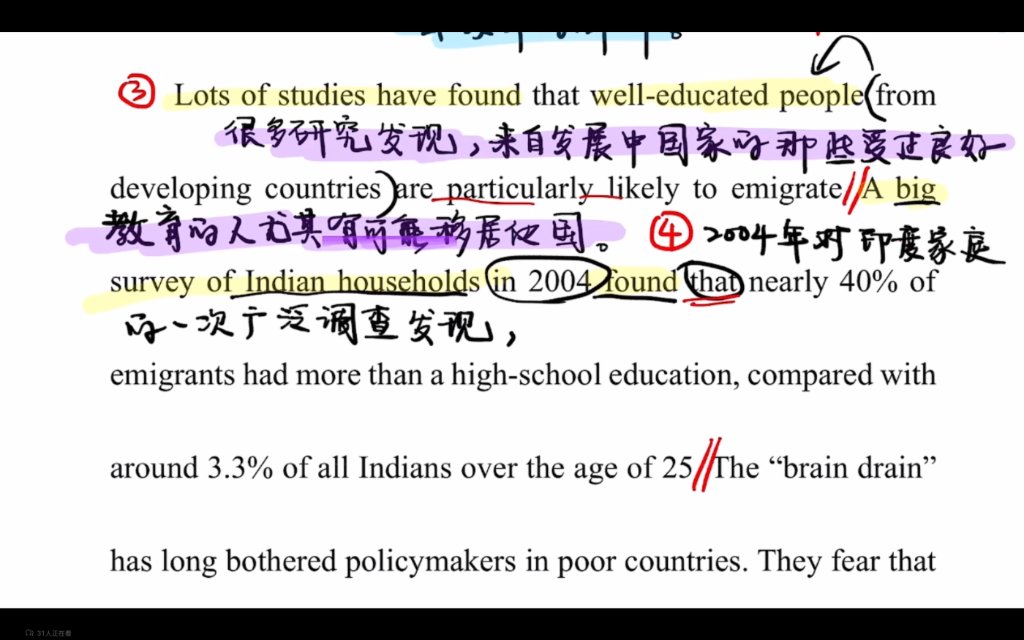 ③ Lots of studies have found that well-educated people (from
很多研究发现，来自发展中国家的那些受过良好
developing countries) are particularly likely to emigrate. // A big
教育的人尤其有可能移居他国。 ④ 2004年对印度家庭
survey of Indian households in 2004 found that nearly 40% of
的一次广泛调查发现，
emigrants had more than a high-school education, compared with
around 3.3% of all Indians over the age of 25. // The “brain drain”
has long bothered policymakers in poor countries. They fear that
31人正在看